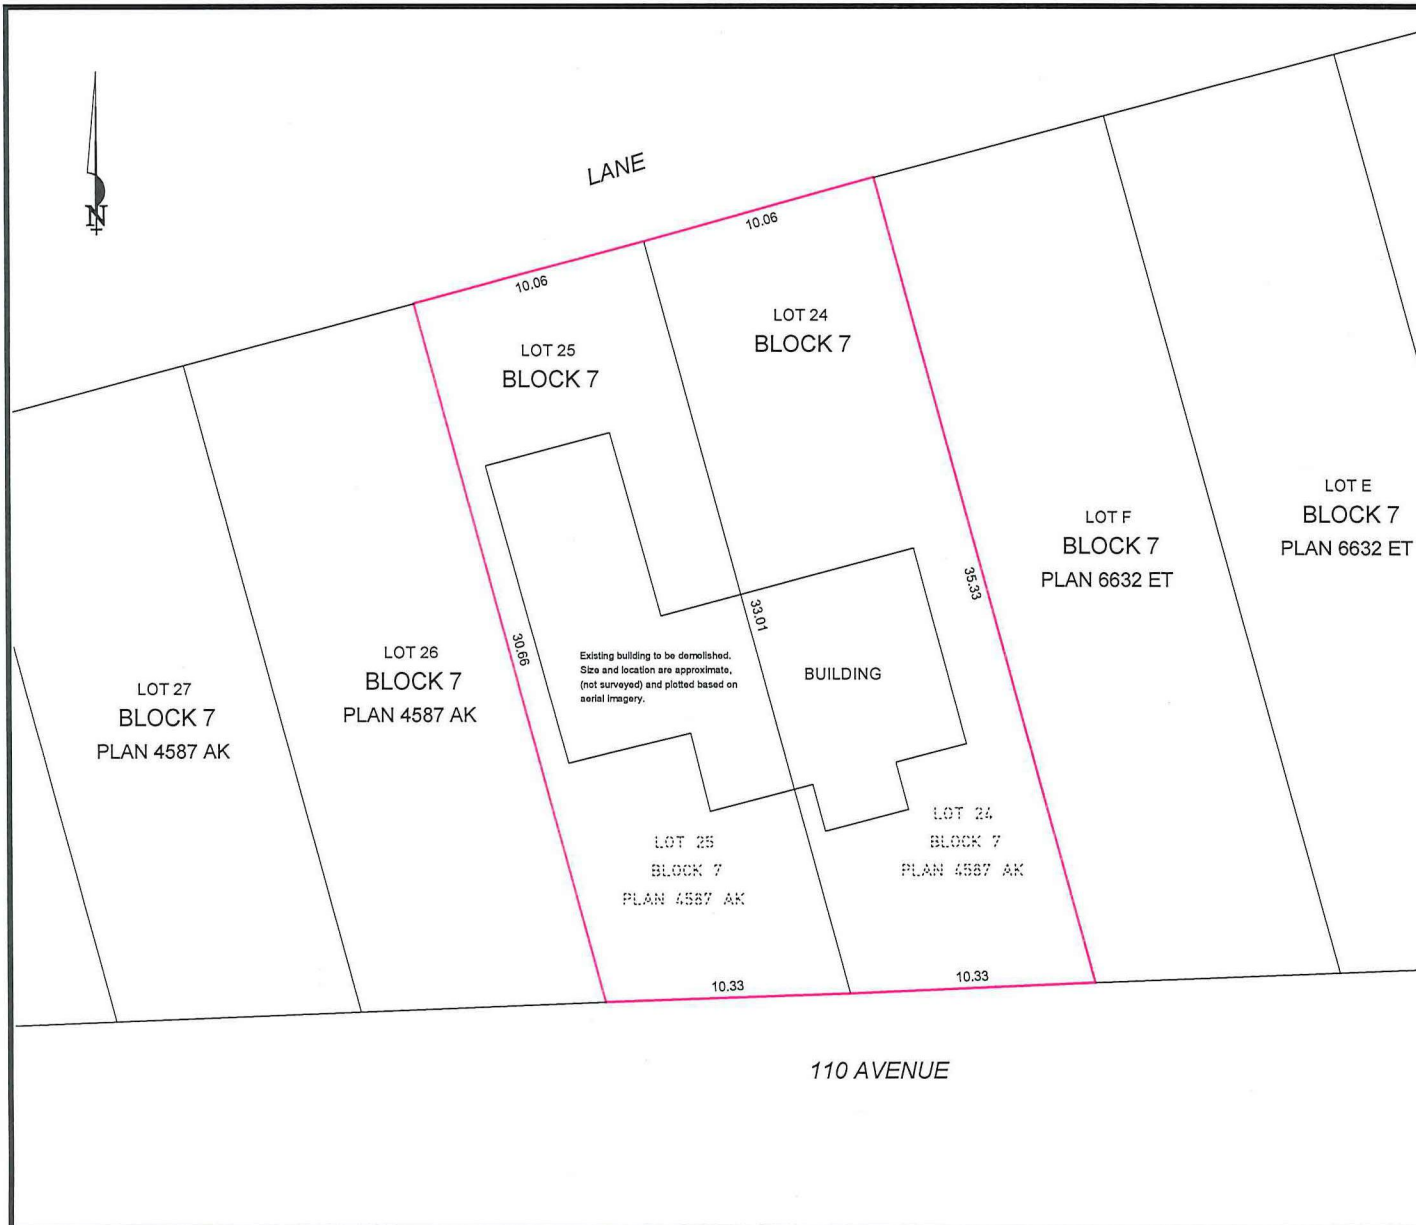 N
LANE
10.06
10.06
LOT 24
BLOCK 7
LOT 25
BLOCK 7
LOT E
BLOCK 7
PLAN 6632 ET
LOT F
BLOCK 7
PLAN 6632 ET
35.33
33.01
30.66
LOT 26
BLOCK 7
PLAN 4587 AK
Existing building to be demolished.
Size and location are approximate,
(not surveyed) and plotted based on
aerial imagery.
BUILDING
LOT 27
BLOCK 7
PLAN 4587 AK
LOT 24
BLOCK 7
PLAN 4587 AK
LOT 25
BLOCK 7
PLAN 4587 AK
10.33
10.33
110 AVENUE